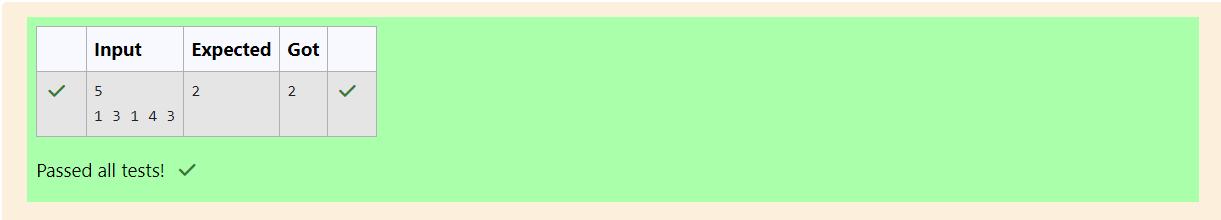 Input Expected Got
5 2 2
1 3 1 4 3
Passed all tests!